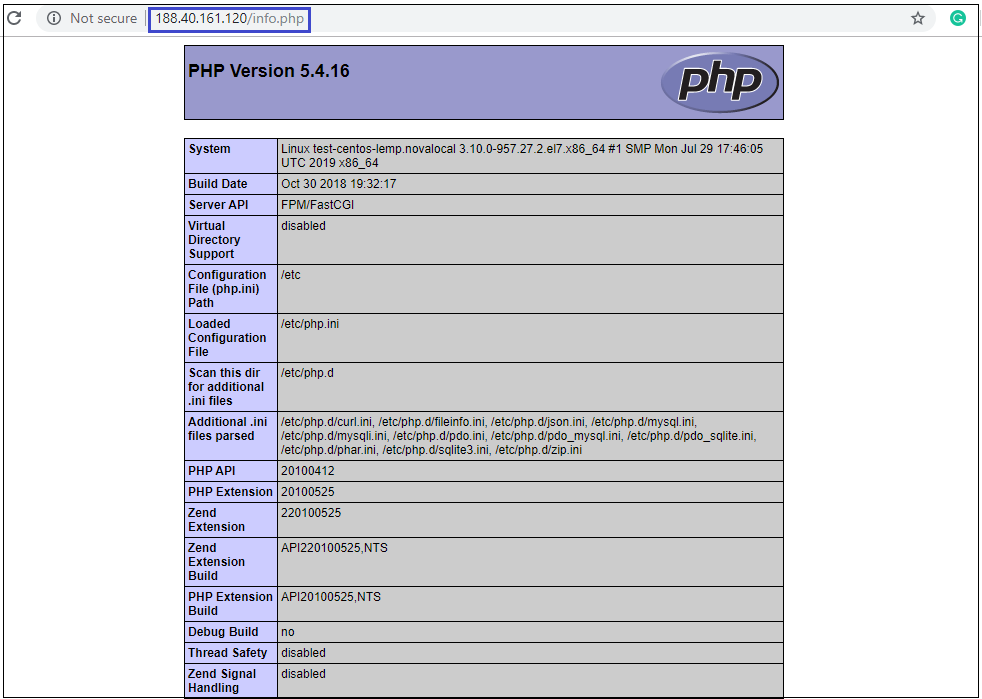 Not secure 188.40.161.120/info.php
PHP Version 5.4.16
php
System Linux test-centos-lemp.novalocal 3.10.0-957.27.2.el7.x86_64 #1 SMP Mon Jul 29 17:46:05
UTC 2019 x86_64
Build Date Oct 30 2018 19:32:17
Server API FPM/FastCGI
Virtual disabled
Directory
Support
Configuration /etc
File (php.ini)
Path
Loaded /etc/php.ini
Configuration
File
Scan this dir /etc/php.d
for additional
.ini files
Additional .ini /etc/php.d/curl.ini, /etc/php.d/fileinfo.ini, /etc/php.d/json.ini, /etc/php.d/mysql.ini,
files parsed /etc/php.d/mysqli.ini, /etc/php.d/pdo.ini, /etc/php.d/pdo_mysql.ini, /etc/php.d/pdo_sqlite.ini,
/etc/php.d/phar.ini, /etc/php.d/sqlite3.ini, /etc/php.d/zip.ini
PHP API 20100412
PHP Extension 20100525
Zend 220100525
Extension
Zend API220100525,NTS
Extension
Build
PHP Extension API20100525,NTS
Build
Debug Build no
Thread Safety disabled
Zend Signal disabled
Handling